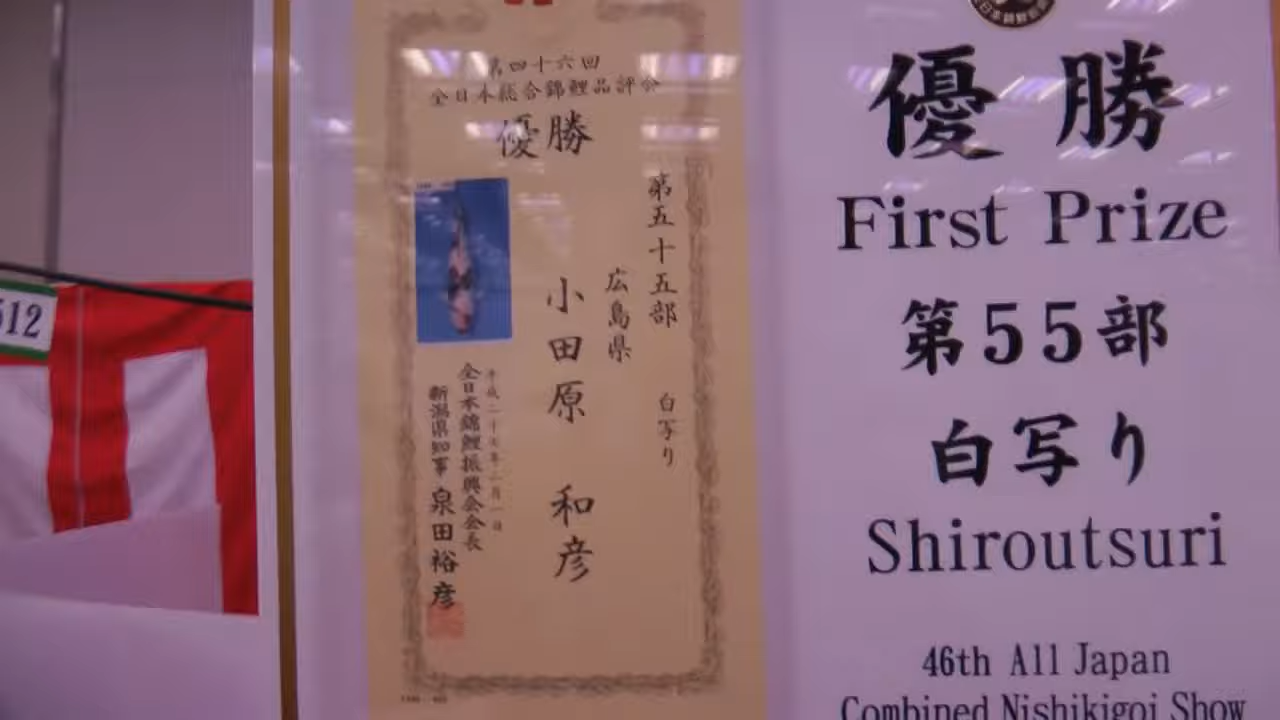 512
第四十六回
全日本総合錦鯉品評会
優勝
第五十五部 白写り
広島県
小田原 和彦
全日本錦鯉振興会会長
新潟県知事 泉田裕彦
優勝
First Prize
第55部
白写り
Shiroutsuri
46th All Japan
Combined Nishikigoi Show